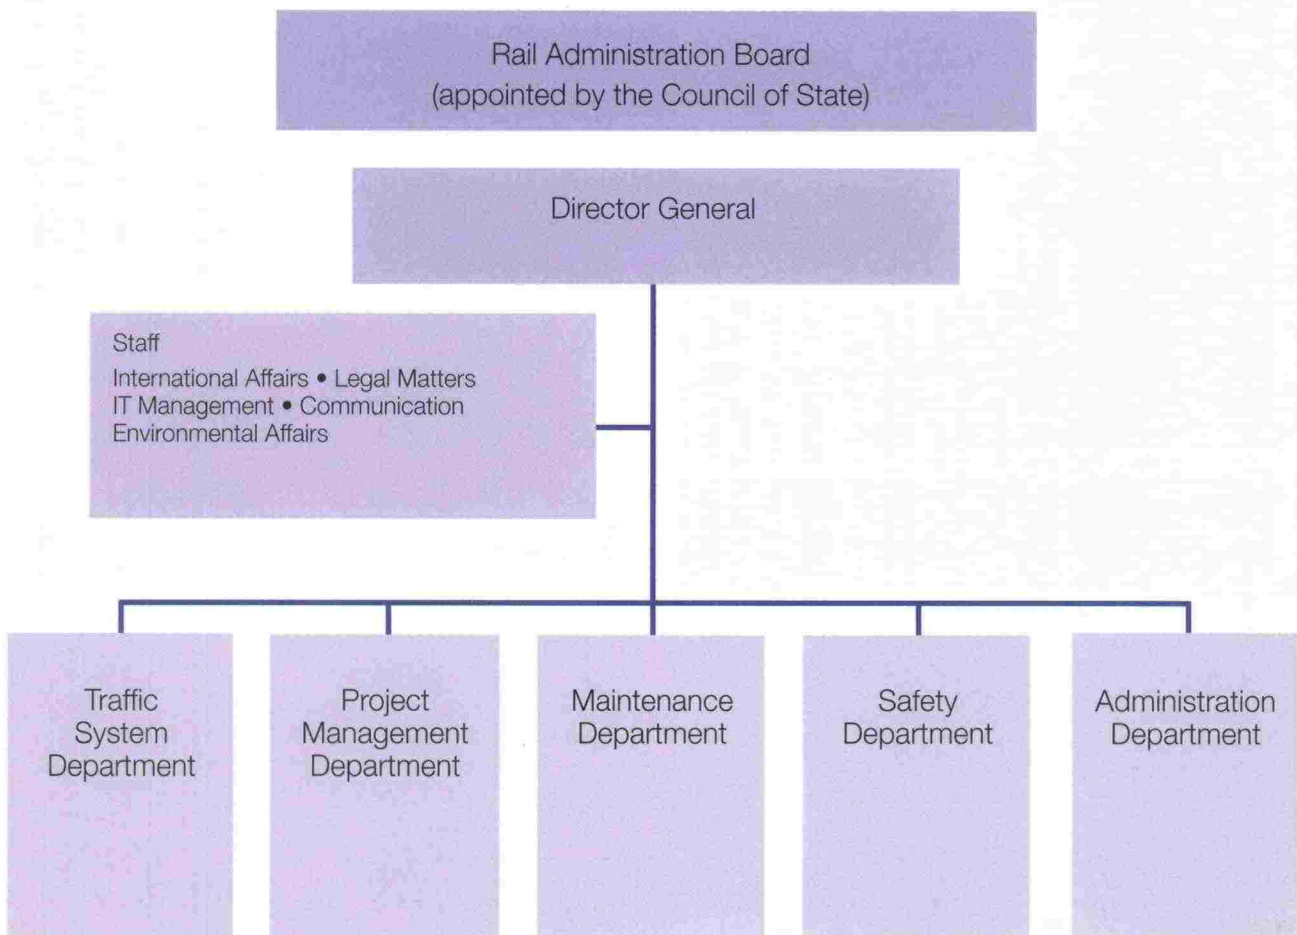 Rail Administration Board
(appointed by the Council of State)
Director General
Staff
International Affairs • Legal Matters
IT Management • Communication
Environmental Affairs
Traffic
System
Department
Project
Management
Department
Maintenance
Department
Safety
Department
Administration
Department